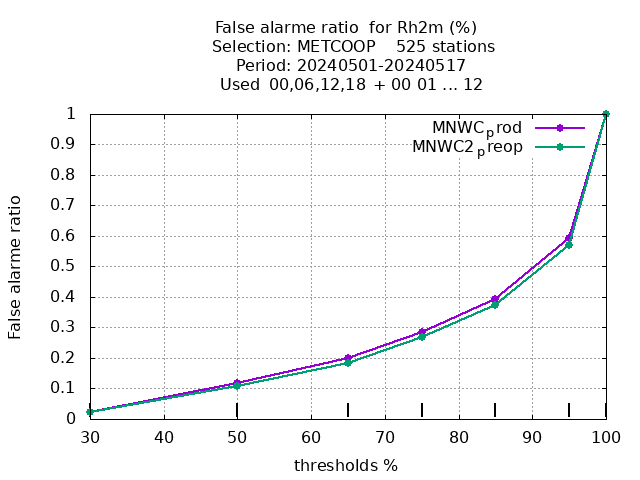 False alarme ratio  for Rh2m (%)
Selection: METCOOP    525 stations
Period: 20240501-20240517
Used  00,06,12,18  + 00 01 ... 12
MNWC_prod
MNWC2_preop
False alarme ratio
1
0.9
0.8
0.7
0.6
0.5
0.4
0.3
0.2
0.1
0
30 40 50 60 70 80 90 100
thresholds %